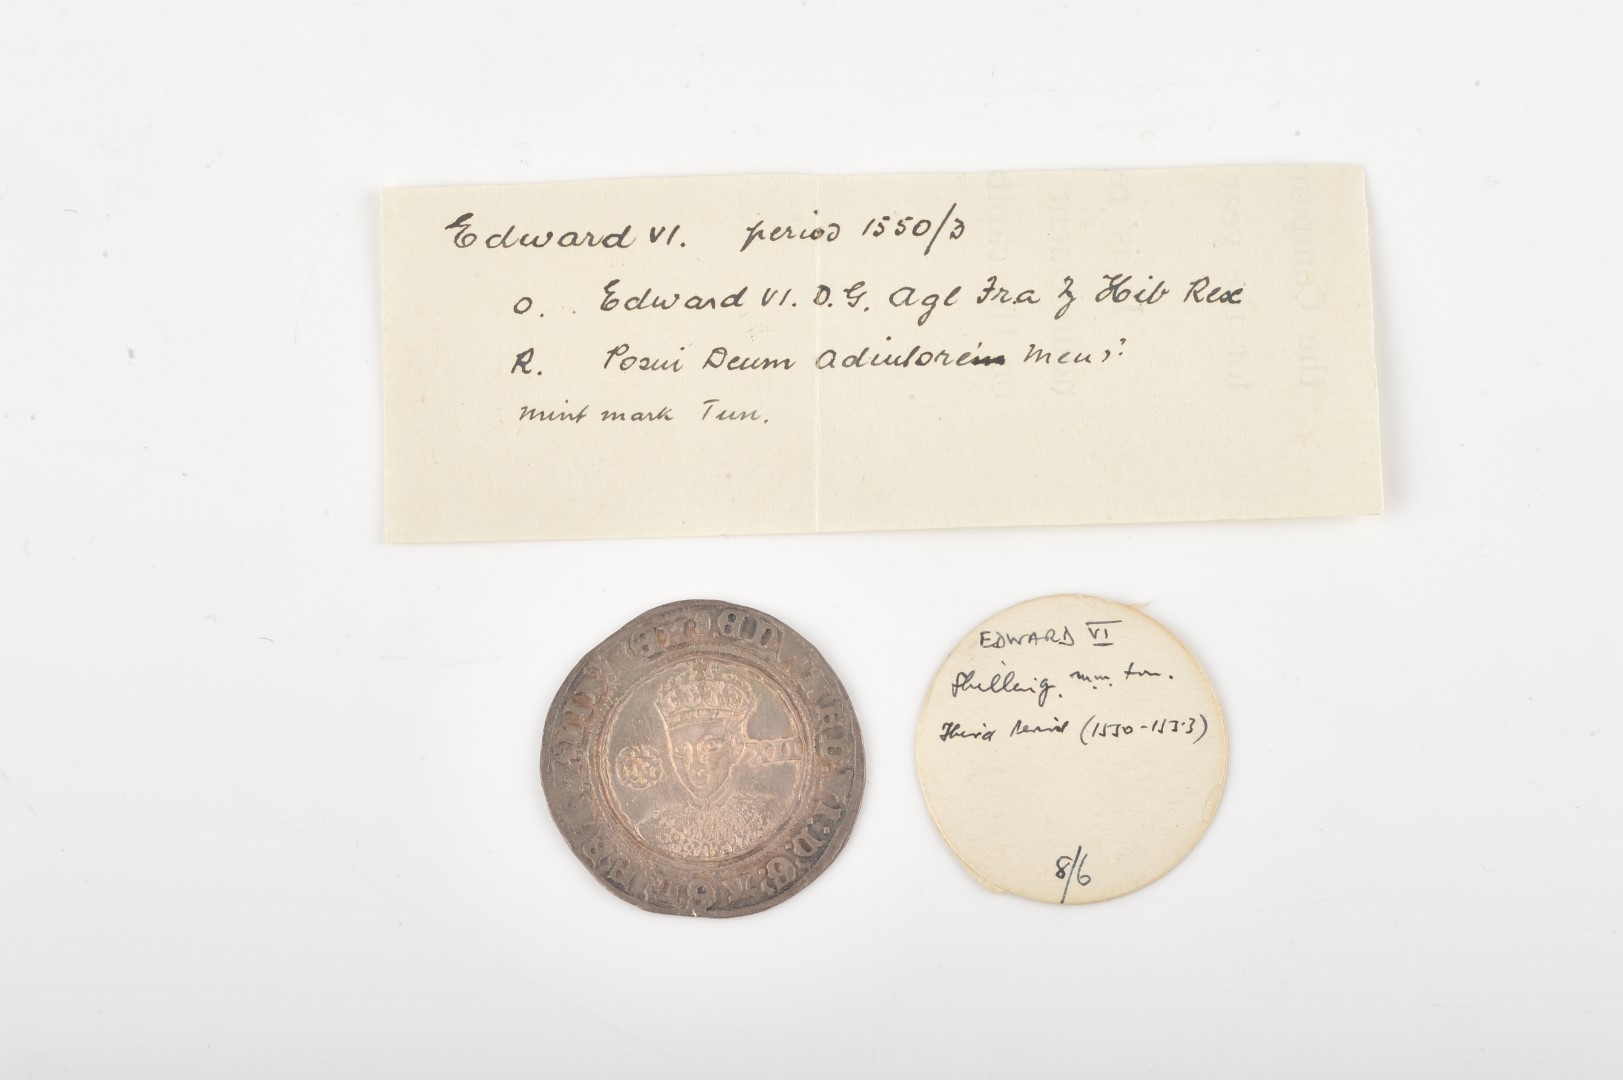 Edward VI. period 1550/3
O. Edward VI. D.G. Agl Fra Z Hib Rex
R. Posui Deum Adiutorem Meu'
mint mark Tun.
XII
EDWARD VI
Shilling. m.m. tun.
Third Period (1550-1553)
8/6